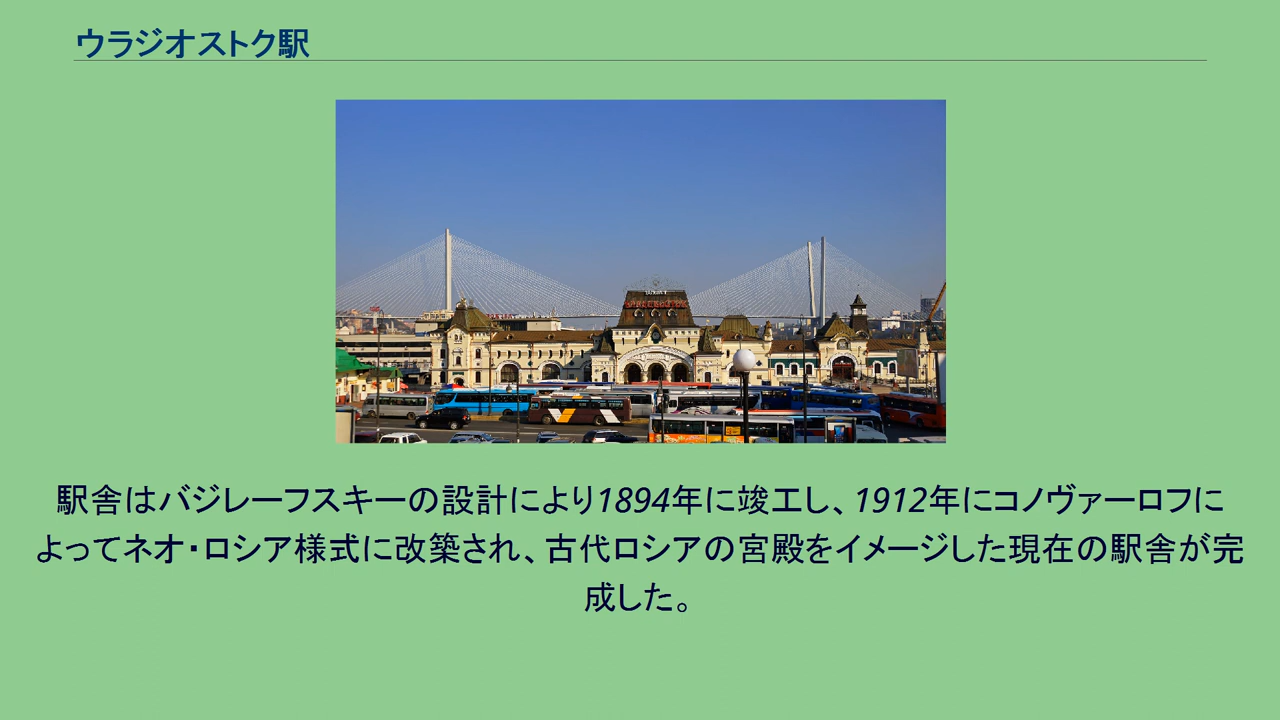 ウラジオストク駅
駅舎はバジレーフスキーの設計により1894年に竣工し、1912年にコノヴァーロフに
よってネオ・ロシア様式に改築され、古代ロシアの宮殿をイメージした現在の駅舎が完
成した。